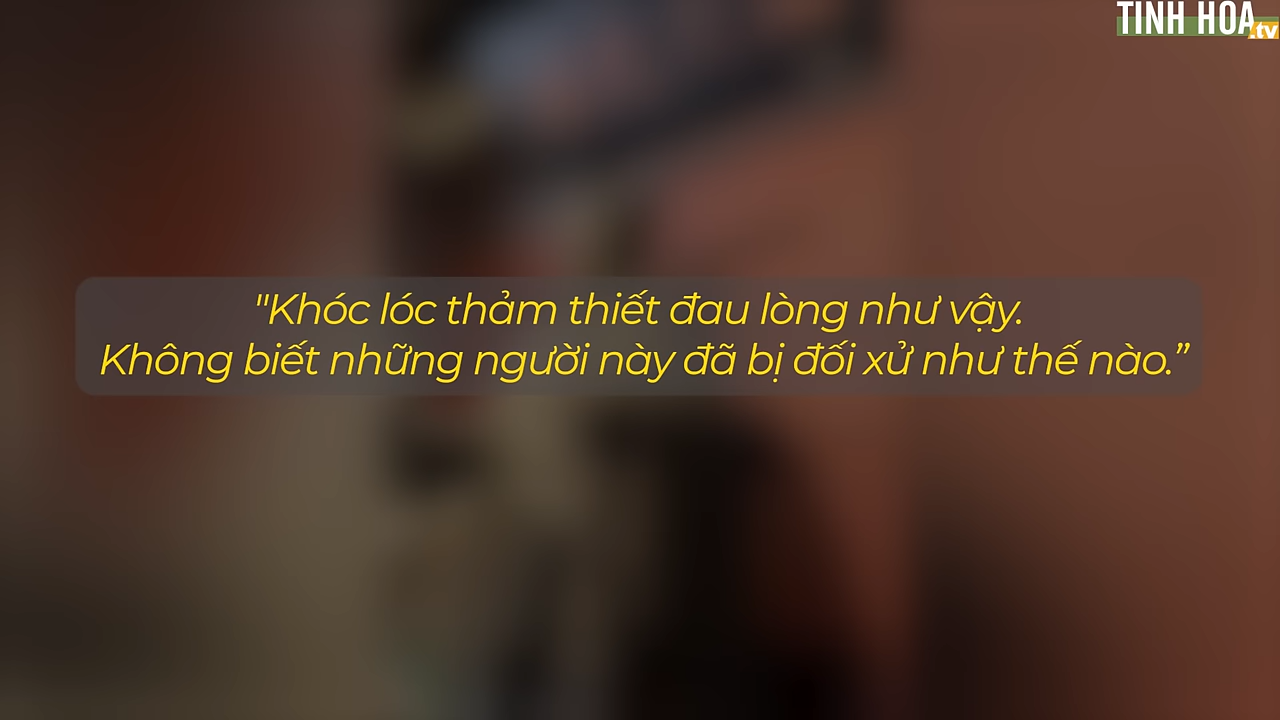 TINH HOA
.tv
"Khóc lóc thảm thiết đau lòng như vậy.
Không biết những người này đã bị đối xử như thế nào.”